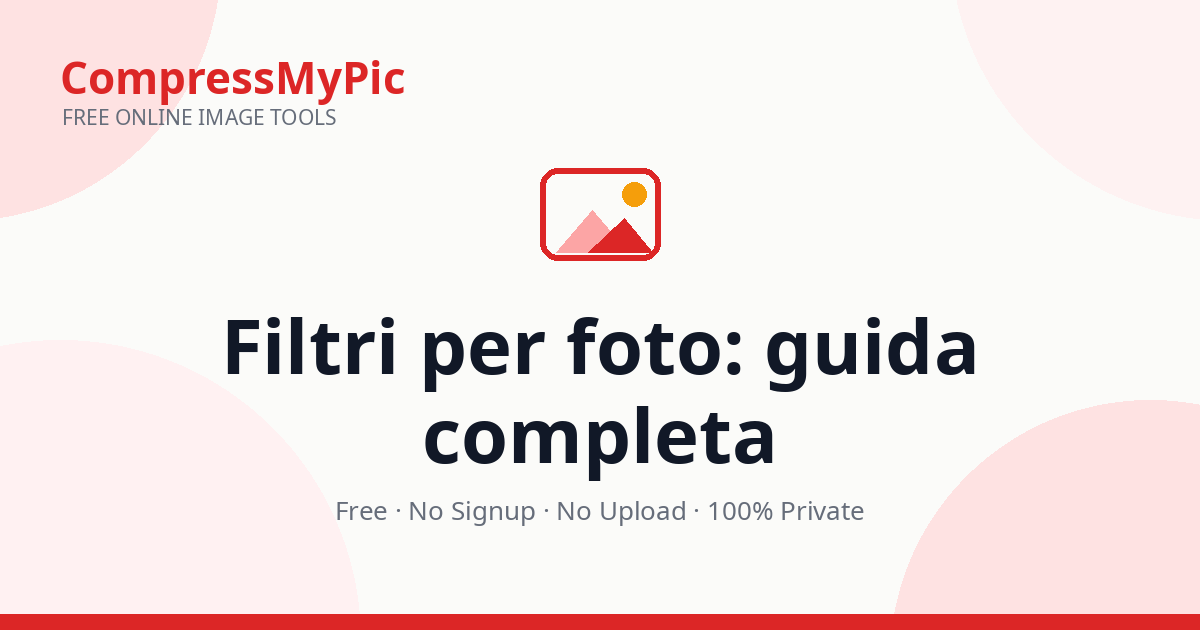 CompressMyPic
FREE ONLINE IMAGE TOOLS
Filtri per foto: guida
completa
Free · No Signup · No Upload · 100% Private